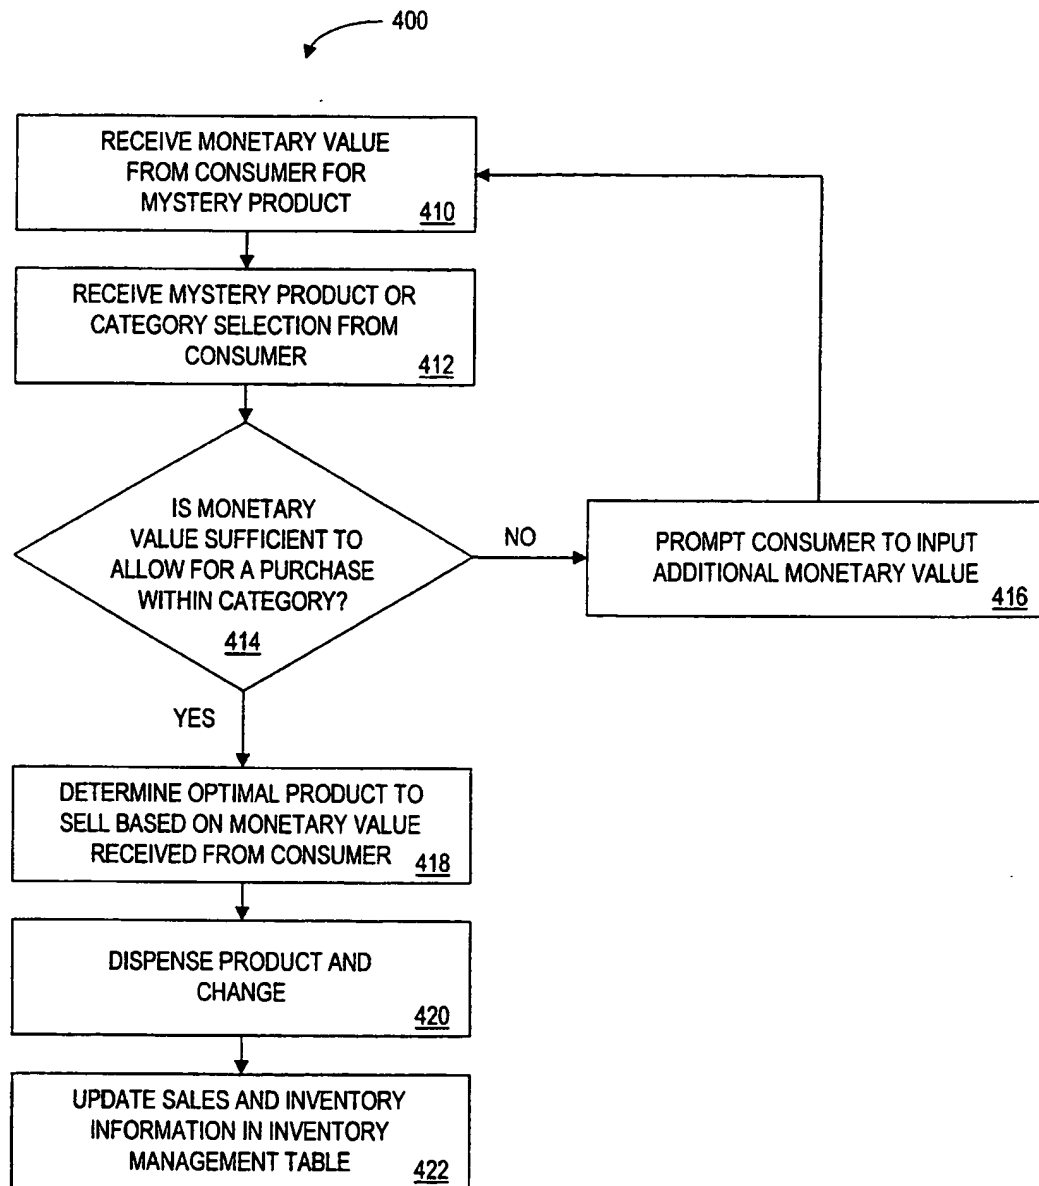 400
RECEIVE MONETARY VALUE
FROM CONSUMER FOR
MYSTERY PRODUCT
410
RECEIVE MYSTERY PRODUCT OR
CATEGORY SELECTION FROM
CONSUMER
412
IS MONETARY
VALUE SUFFICIENT TO
ALLOW FOR A PURCHASE
WITHIN CATEGORY?
414
NO
PROMPT CONSUMER TO INPUT
ADDITIONAL MONETARY VALUE
416
YES
DETERMINE OPTIMAL PRODUCT TO
SELL BASED ON MONETARY VALUE
RECEIVED FROM CONSUMER
418
DISPENSE PRODUCT AND
CHANGE
420
UPDATE SALES AND INVENTORY
INFORMATION IN INVENTORY
MANAGEMENT TABLE
422